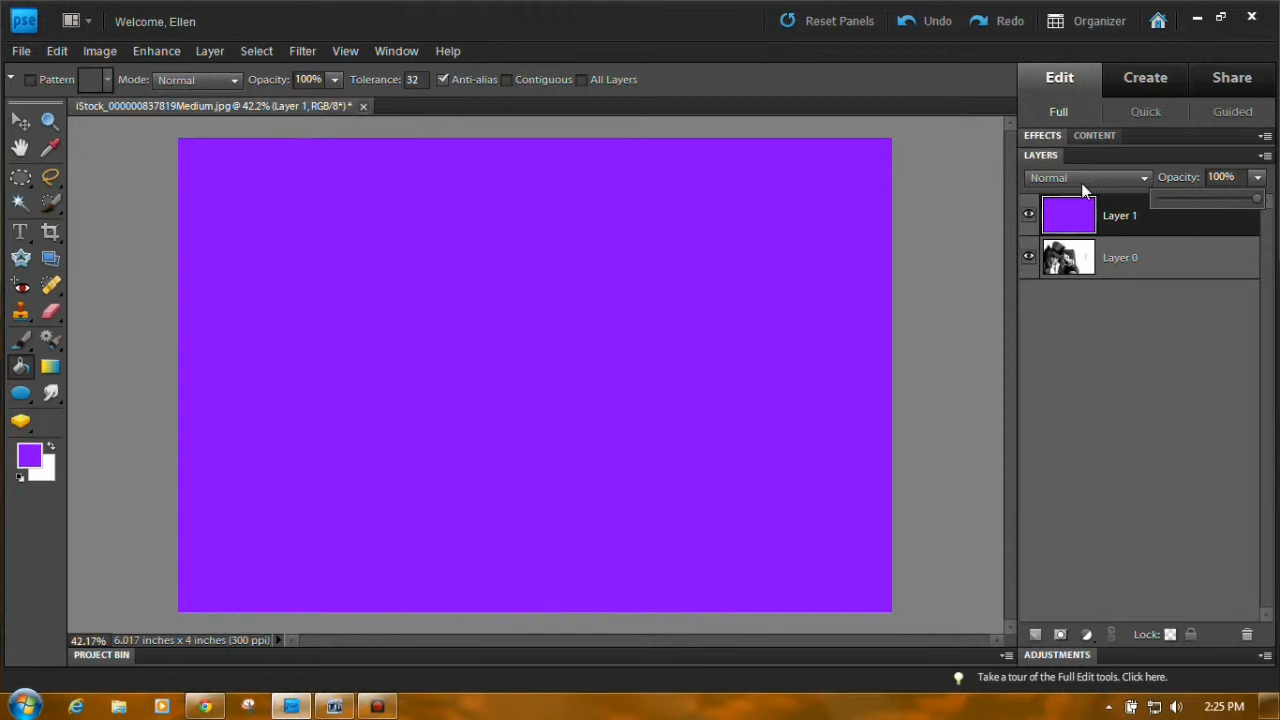 pse Welcome, Ellen Reset Panels Undo Redo Organizer
File Edit Image Enhance Layer Select Filter View Window Help
Pattern Mode: Normal Opacity: 100% Tolerance: 32 Anti-alias Contiguous All Layers
Edit Create Share
iStock_000000837819Medium.jpg @ 42.2% (Layer 1, RGB/8*) *
Full Quick Guided
EFFECTS CONTENT
LAYERS
Normal Opacity: 100%
Layer 1
T
Layer 0
Lock:
42.17% 6.017 inches x 4 inches (300 ppi)
PROJECT BIN ADJUSTMENTS
Take a tour of the Full Edit tools. Click here.
pse 2:25 PM